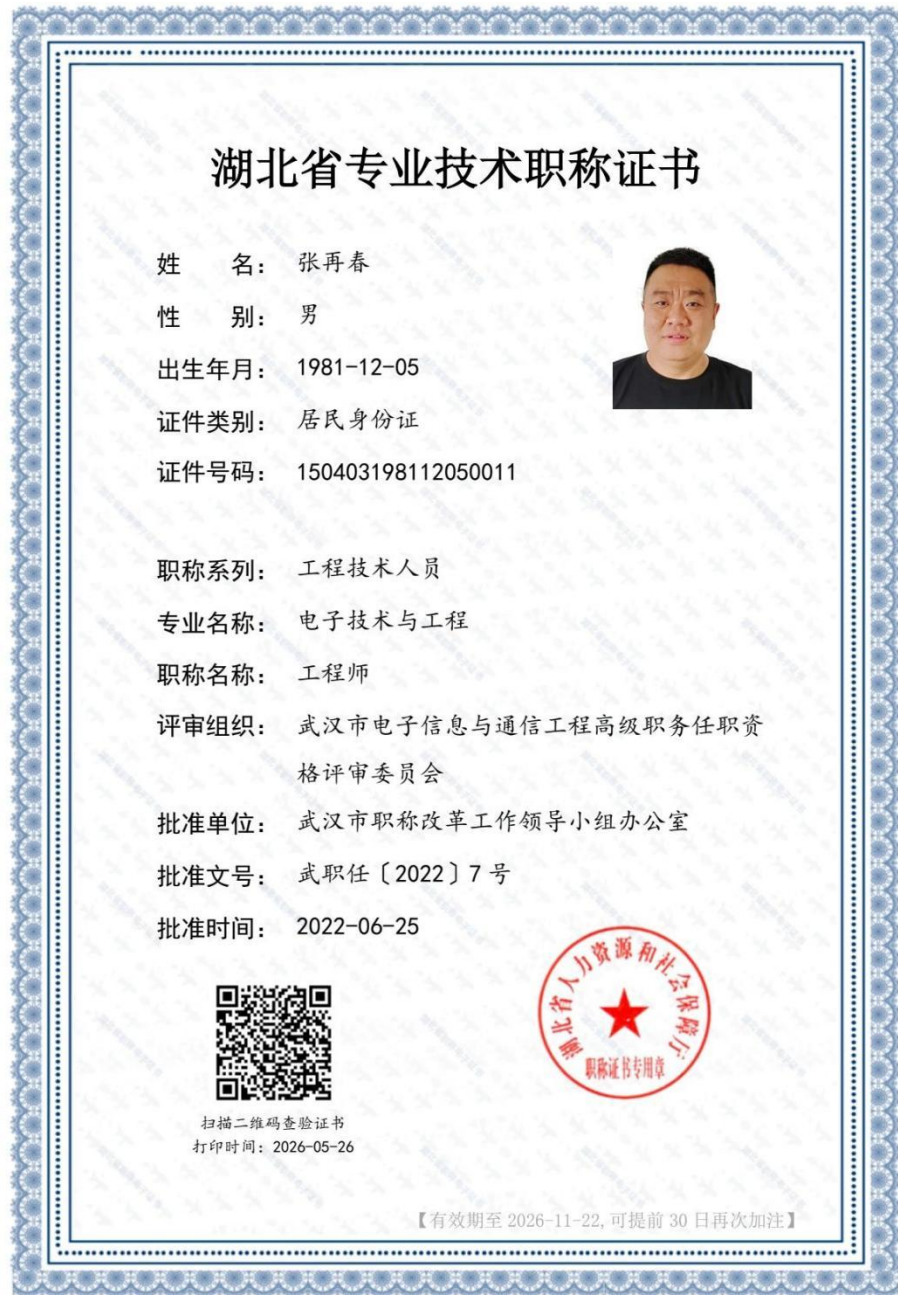 湖北省专业技术职称证书
姓 名： 张再春
性 别： 男
出生年月： 1981-12-05
证件类别： 居民身份证
证件号码： 150403198112050011
职称系列： 工程技术人员
专业名称： 电子技术与工程
职称名称： 工程师
评审组织： 武汉市电子信息与通信工程高级职务任职资
格评审委员会
批准单位： 武汉市职称改革工作领导小组办公室
批准文号： 武职任〔2022〕7 号
批准时间： 2022-06-25
湖北省人力资源和社会保障厅
职称证书专用章
扫描二维码查验证书
打印时间：2026-05-26
【有效期至 2026-11-22,可提前 30 日再次加注】